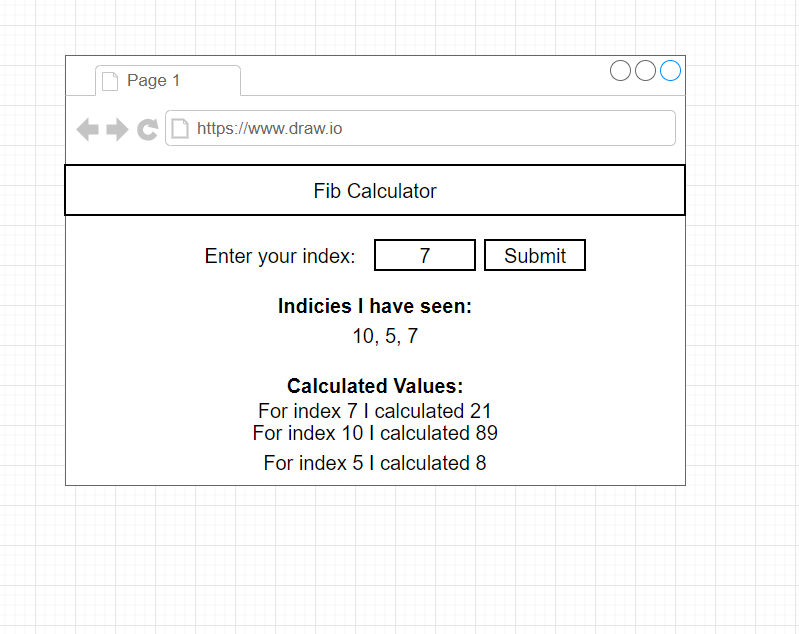 Page 1
https://www.draw.io
Fib Calculator
Enter your index: 7 Submit
Indicies I have seen:
10, 5, 7
Calculated Values:
For index 7 I calculated 21
For index 10 I calculated 89
For index 5 I calculated 8